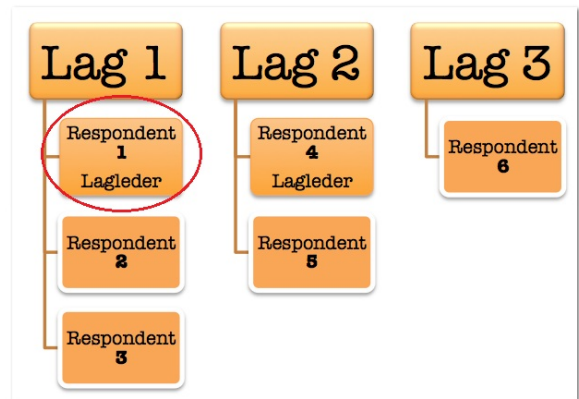 Lag 1
Respondent
1
Lagleder
Respondent
2
Respondent
3
Lag 2
Respondent
4
Lagleder
Respondent
5
Lag 3
Respondent
6